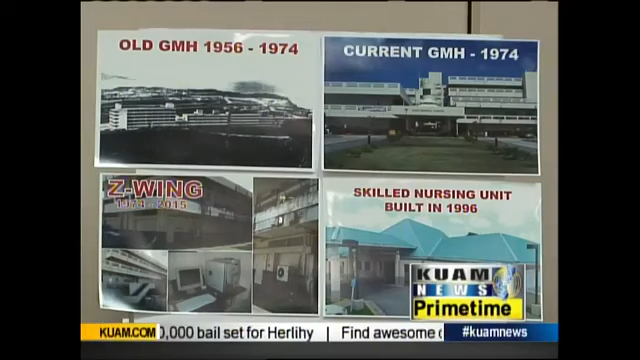 OLD GMH 1956 - 1974
CURRENT GMH - 1974
Z-WING
1974 - 2015
SKILLED NURSING UNIT
BUILT IN 1996
KUAM
NEWS
Primetime
KUAM.COM
0,000 bail set for Herlihy | Find awesome
#kuamnews